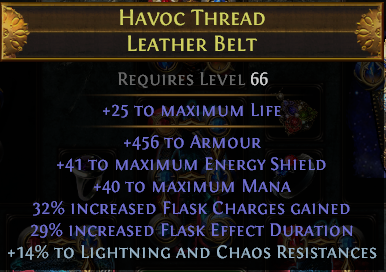 Havoc Thread
Leather Belt
Requires Level 66
+25 to maximum Life
+456 to Armour
+41 to maximum Energy Shield
+40 to maximum Mana
32% increased Flask Charges gained
29% increased Flask Effect Duration
+14% to Lightning and Chaos Resistances